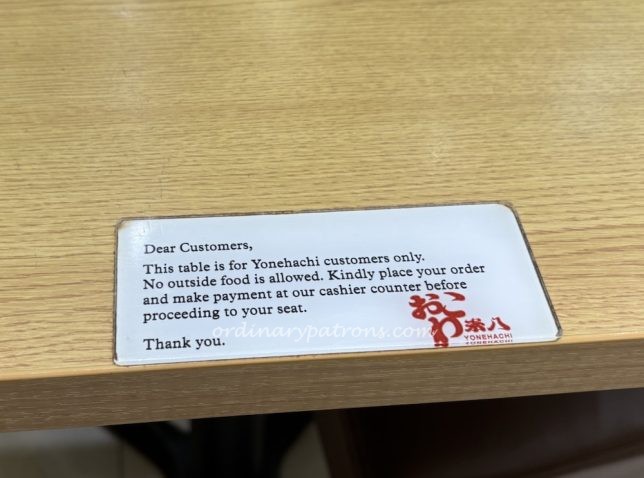 Dear Customers,
This table is for Yonehachi customers only.
No outside food is allowed. Kindly place your order
and make payment at our cashier counter before
proceeding to your seat.
ordinarypatrons.com
Thank you.
おこわ
米八
YONEHACHI
YONEHACHI